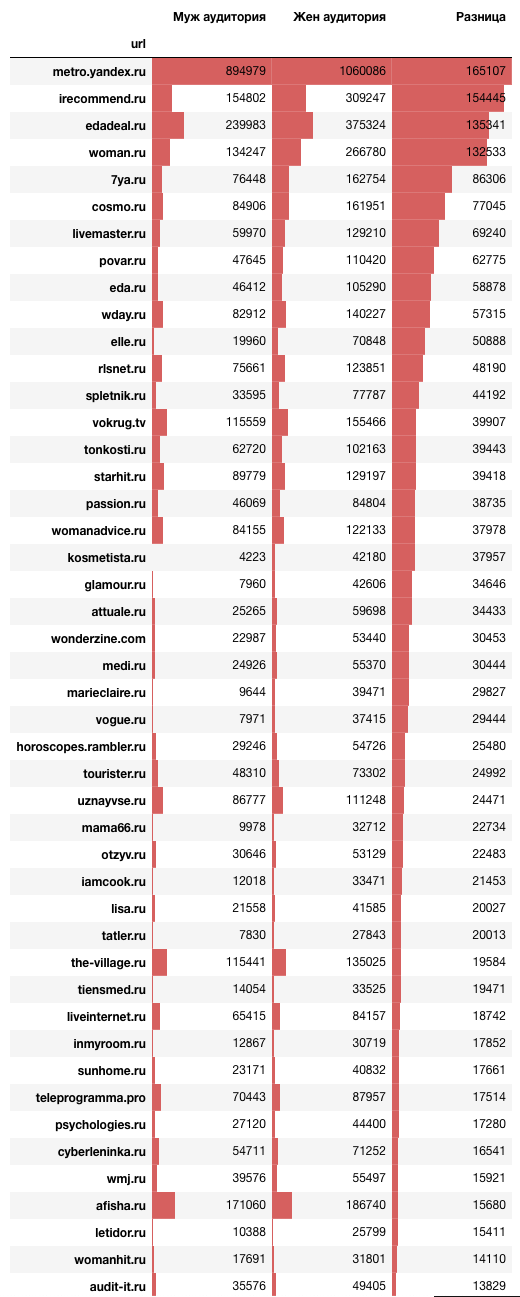 Муж аудитория Жен аудитория Разница
url
metro.yandex.ru 894979 1060086 165107
irecommend.ru 154802 309247 154445
edadeal.ru 239983 375324 135341
woman.ru 134247 266780 132533
7ya.ru 76448 162754 86306
cosmo.ru 84906 161951 77045
livemaster.ru 59970 129210 69240
povar.ru 47645 110420 62775
eda.ru 46412 105290 58878
wday.ru 82912 140227 57315
elle.ru 19960 70848 50888
rlsnet.ru 75661 123851 48190
spletnik.ru 33595 77787 44192
vokrug.tv 115559 155466 39907
tonkosti.ru 62720 102163 39443
starhit.ru 89779 129197 39418
passion.ru 46069 84804 38735
womanadvice.ru 84155 122133 37978
kosmetista.ru 4223 42180 37957
glamour.ru 7960 42606 34646
attuale.ru 25265 59698 34433
wonderzine.com 22987 53440 30453
medi.ru 24926 55370 30444
marieclaire.ru 9644 39471 29827
vogue.ru 7971 37415 29444
horoscopes.rambler.ru 29246 54726 25480
tourister.ru 48310 73302 24992
uznayvse.ru 86777 111248 24471
mama66.ru 9978 32712 22734
otzyv.ru 30646 53129 22483
iamcook.ru 12018 33471 21453
lisa.ru 21558 41585 20027
tatler.ru 7830 27843 20013
the-village.ru 115441 135025 19584
tiensmed.ru 14054 33525 19471
liveinternet.ru 65415 84157 18742
inmyroom.ru 12867 30719 17852
sunhome.ru 23171 40832 17661
teleprogramma.pro 70443 87957 17514
psychologies.ru 27120 44400 17280
cyberleninka.ru 54711 71252 16541
wmj.ru 39576 55497 15921
afisha.ru 171060 186740 15680
letidor.ru 10388 25799 15411
womanhit.ru 17691 31801 14110
audit-it.ru 35576 49405 13829